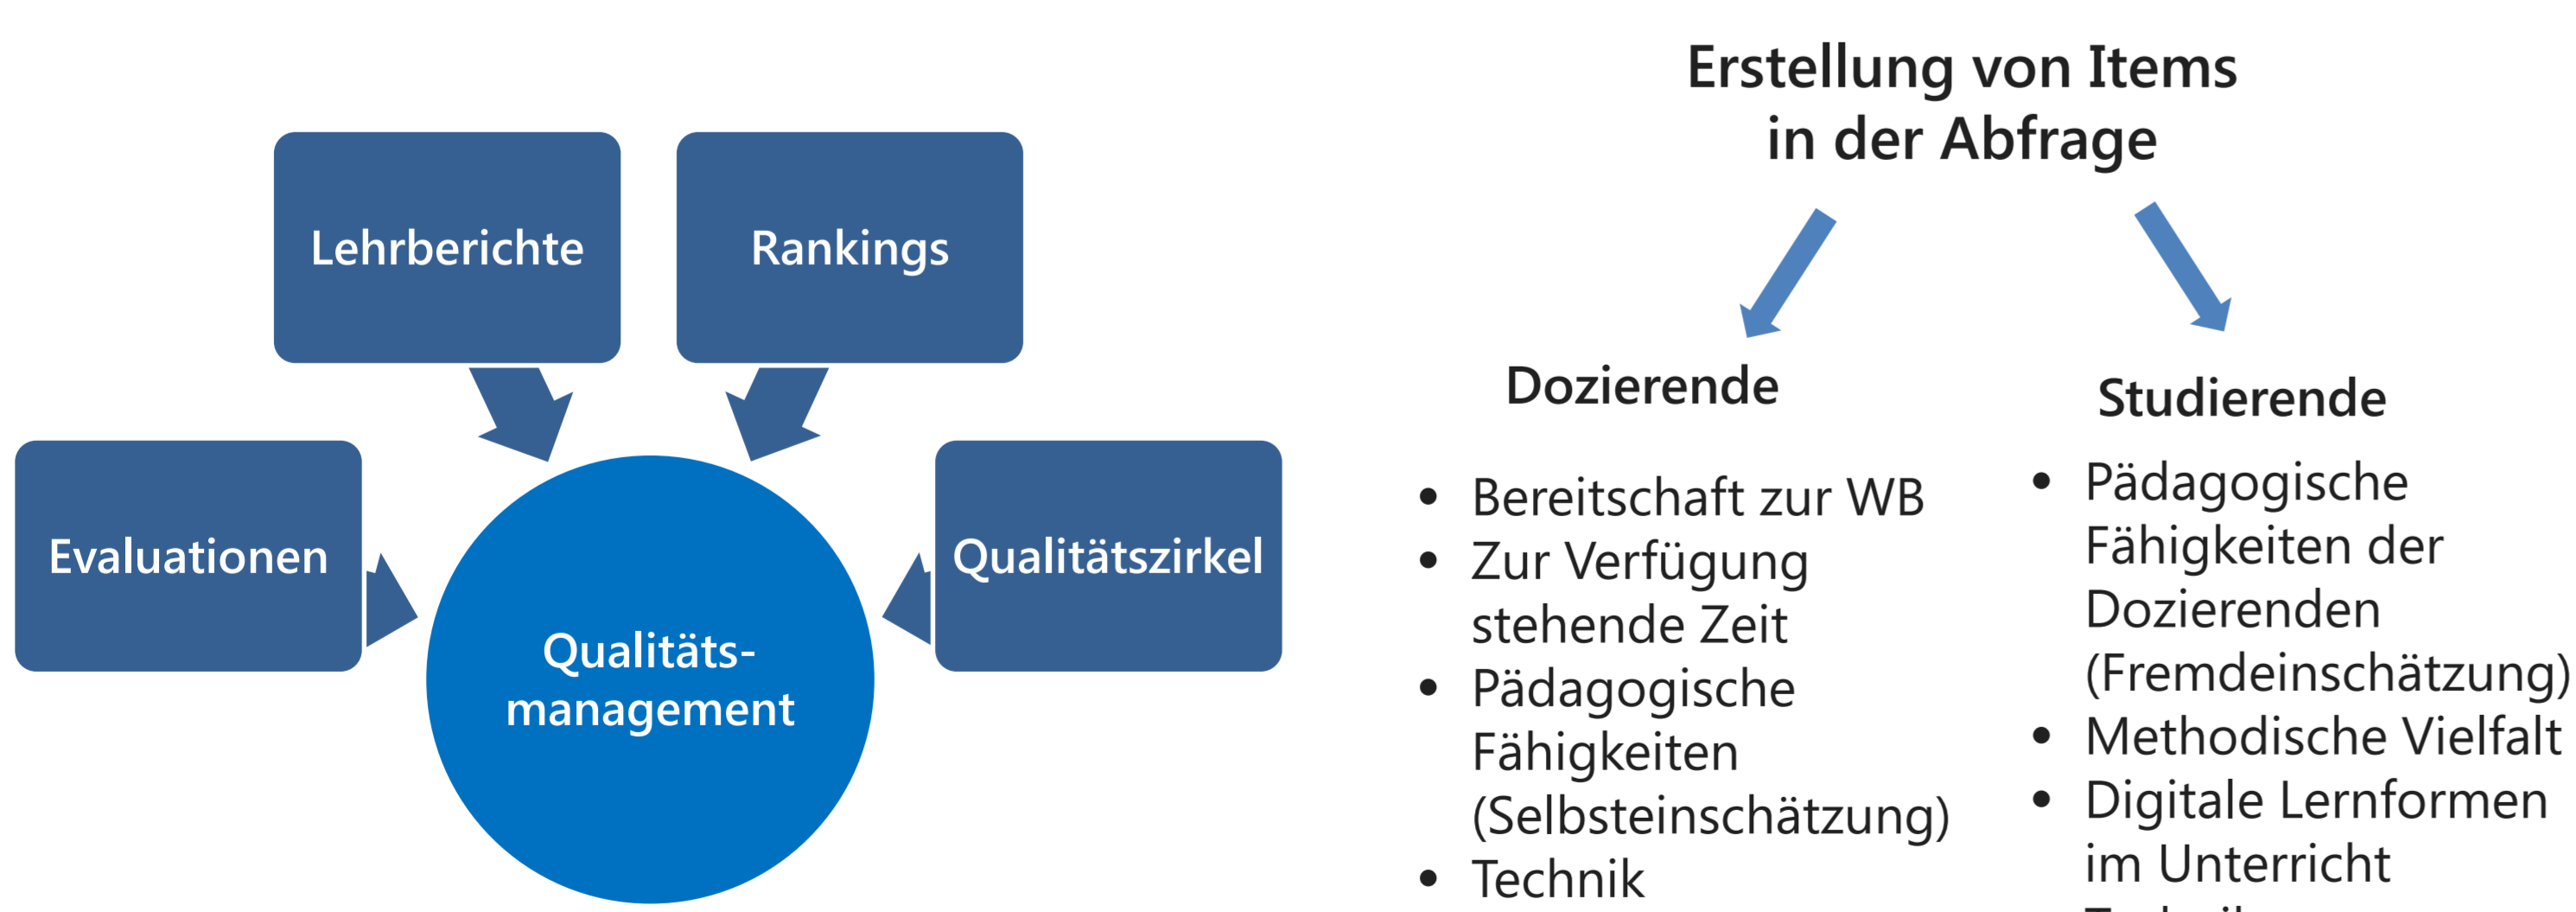 Lehrberichte
Rankings
Evaluationen
Qualitätszirkel
Qualitäts-
management
Erstellung von Items
in der Abfrage
Dozierende
• Bereitschaft zur WB
• Zur Verfügung
stehende Zeit
• Pädagogische
Fähigkeiten
(Selbsteinschätzung)
• Technik
Studierende
• Pädagogische
Fähigkeiten der
Dozierenden
(Fremdeinschätzung)
• Methodische Vielfalt
• Digitale Lernformen
im Unterricht